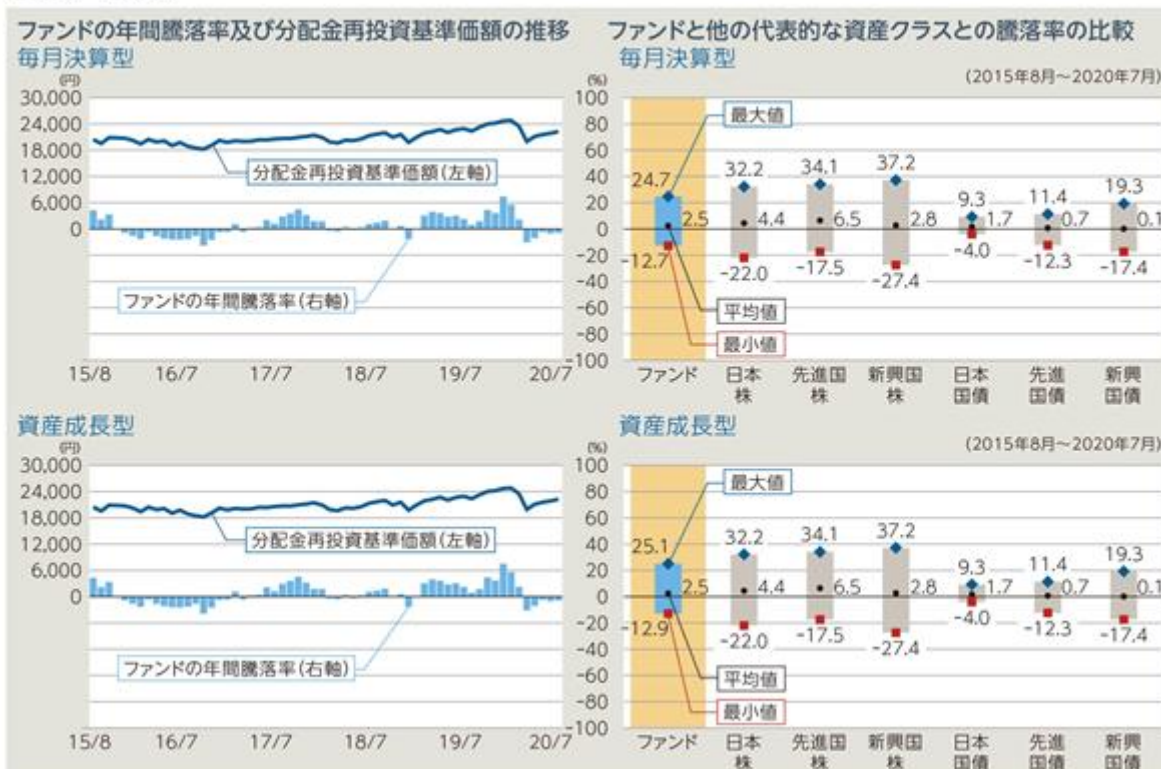 ファンドの年間騰落率及び分配金再投資基準価額の推移
毎月決算型
(円)
30,000
24,000
18,000
12,000
6,000
0
分配金再投資基準価額(左軸)
ファンドの年間騰落率(右軸)
15/8 16/7 17/7 18/7 19/7 20/7
ファンドと他の代表的な資産クラスとの騰落率の比較
毎月決算型
(2015年8月～2020年7月)
(%)
100
80
60
40
20
0
-20
-40
-60
-80
-100
最大値
24.7 32.2 34.1 37.2 9.3 11.4 19.3
2.5 4.4 6.5 2.8 1.7 0.7 0.1
-12.7 -22.0 -17.5 -27.4 -4.0 -12.3 -17.4
平均値
最小値
ファンド 日本株 先進国株 新興国株 日本国債 先進国債 新興国債
資産成長型
(円)
30,000
24,000
18,000
12,000
6,000
0
分配金再投資基準価額(左軸)
ファンドの年間騰落率(右軸)
15/8 16/7 17/7 18/7 19/7 20/7
資産成長型
(2015年8月～2020年7月)
(%)
100
80
60
40
20
0
-20
-40
-60
-80
-100
最大値
25.1 32.2 34.1 37.2 9.3 11.4 19.3
2.5 4.4 6.5 2.8 1.7 0.7 0.1
-12.9 -22.0 -17.5 -27.4 -4.0 -12.3 -17.4
平均値
最小値
ファンド 日本株 先進国株 新興国株 日本国債 先進国債 新興国債